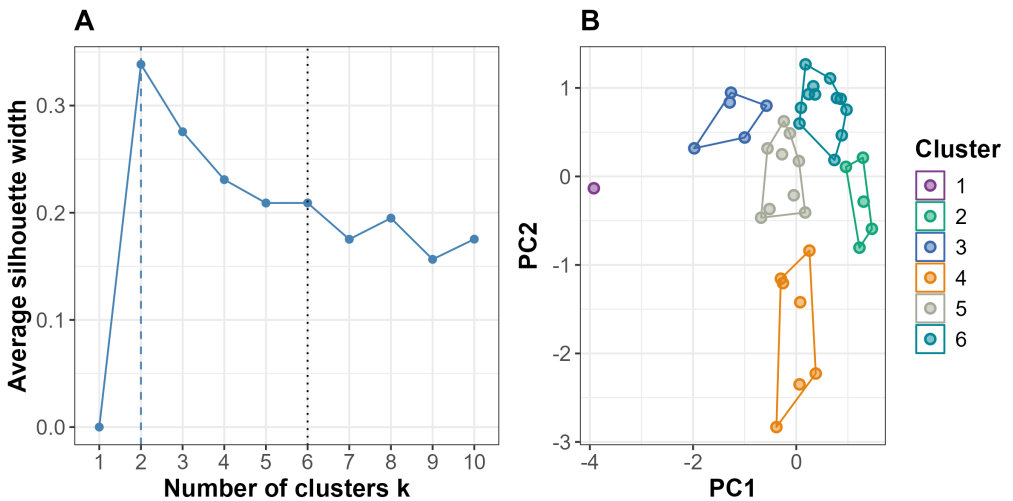 A
Average silhouette width
0.3
0.2
0.1
0.0
1 2 3 4 5 6 7 8 9 10
Number of clusters k
B
PC2
1
0
-1
-2
-3
-4 -2 0
PC1
Cluster
1
2
3
4
5
6